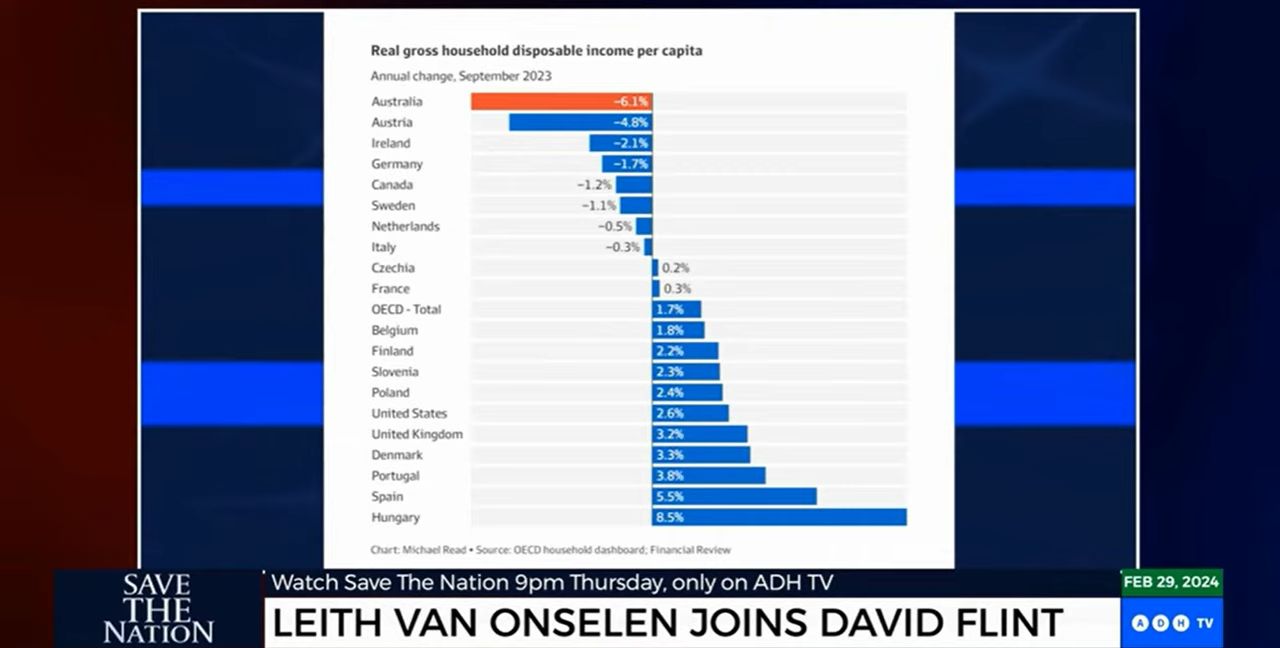 Real gross household disposable income per capita
Annual change, September 2023
Australia −6.1%
Austria −4.8%
Ireland −2.1%
Germany −1.7%
Canada −1.2%
Sweden −1.1%
Netherlands −0.5%
Italy −0.3%
Czechia 0.2%
France 0.3%
OECD - Total 1.7%
Belgium 1.8%
Finland 2.2%
Slovenia 2.3%
Poland 2.4%
United States 2.6%
United Kingdom 3.2%
Denmark 3.3%
Portugal 3.8%
Spain 5.5%
Hungary 8.5%
Chart: Michael Read • Source: OECD household dashboard; Financial Review
SAVE
THE
NATION
Watch Save The Nation 9pm Thursday, only on ADH TV
LEITH VAN ONSELEN JOINS DAVID FLINT
FEB 29, 2024
ADH TV